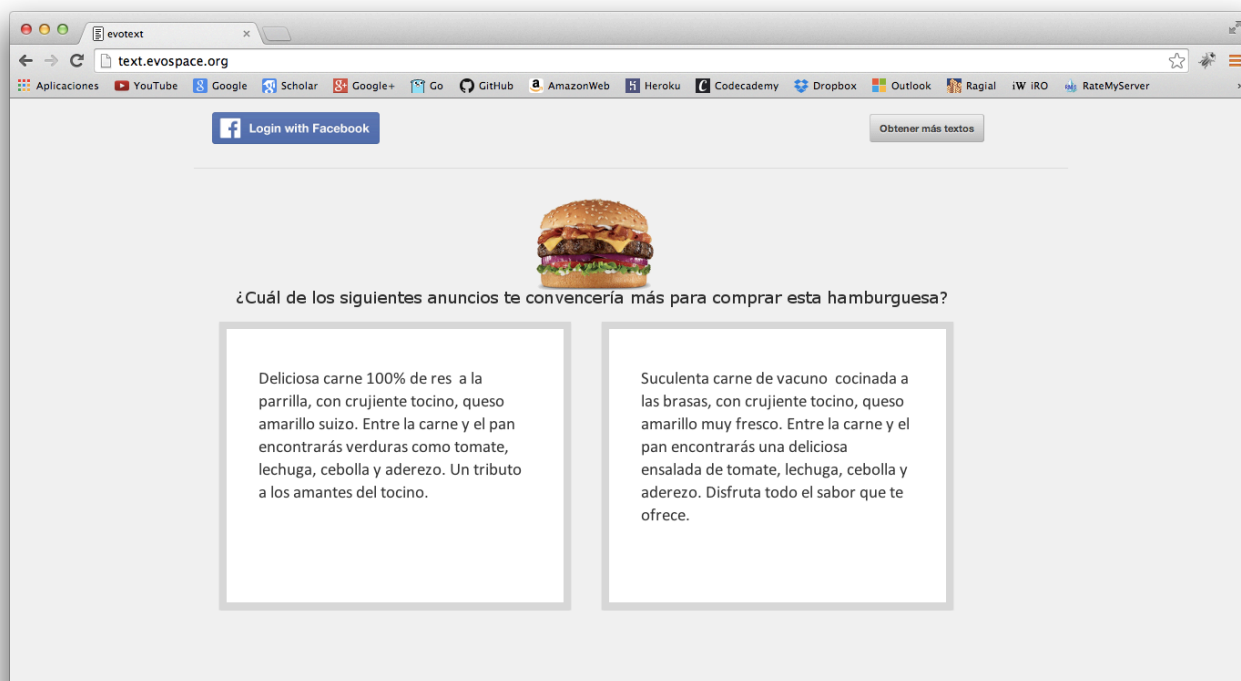 evotext
text.evospace.org
Aplicaciones YouTube Google Scholar Google+ Go GitHub AmazonWeb Heroku Codecademy Dropbox Outlook Ragial iW iRO RateMyServer
Login with Facebook
Obtener más textos
¿Cuál de los siguientes anuncios te convencería más para comprar esta hamburguesa?
Deliciosa carne 100% de res a la
parrilla, con crujiente tocino, queso
amarillo suizo. Entre la carne y el pan
encontrarás verduras como tomate,
lechuga, cebolla y aderezo. Un tributo
a los amantes del tocino.
Suculenta carne de vacuno cocinada a
las brasas, con crujiente tocino, queso
amarillo muy fresco. Entre la carne y el
pan encontrarás una deliciosa
ensalada de tomate, lechuga, cebolla y
aderezo. Disfruta todo el sabor que te
ofrece.